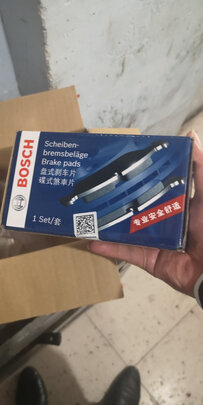 BOSCH
Scheiben-
bremsbeläge
Brake pads
盘式刹车片
碟式煞車片
1 Set/套
专业安全舒适